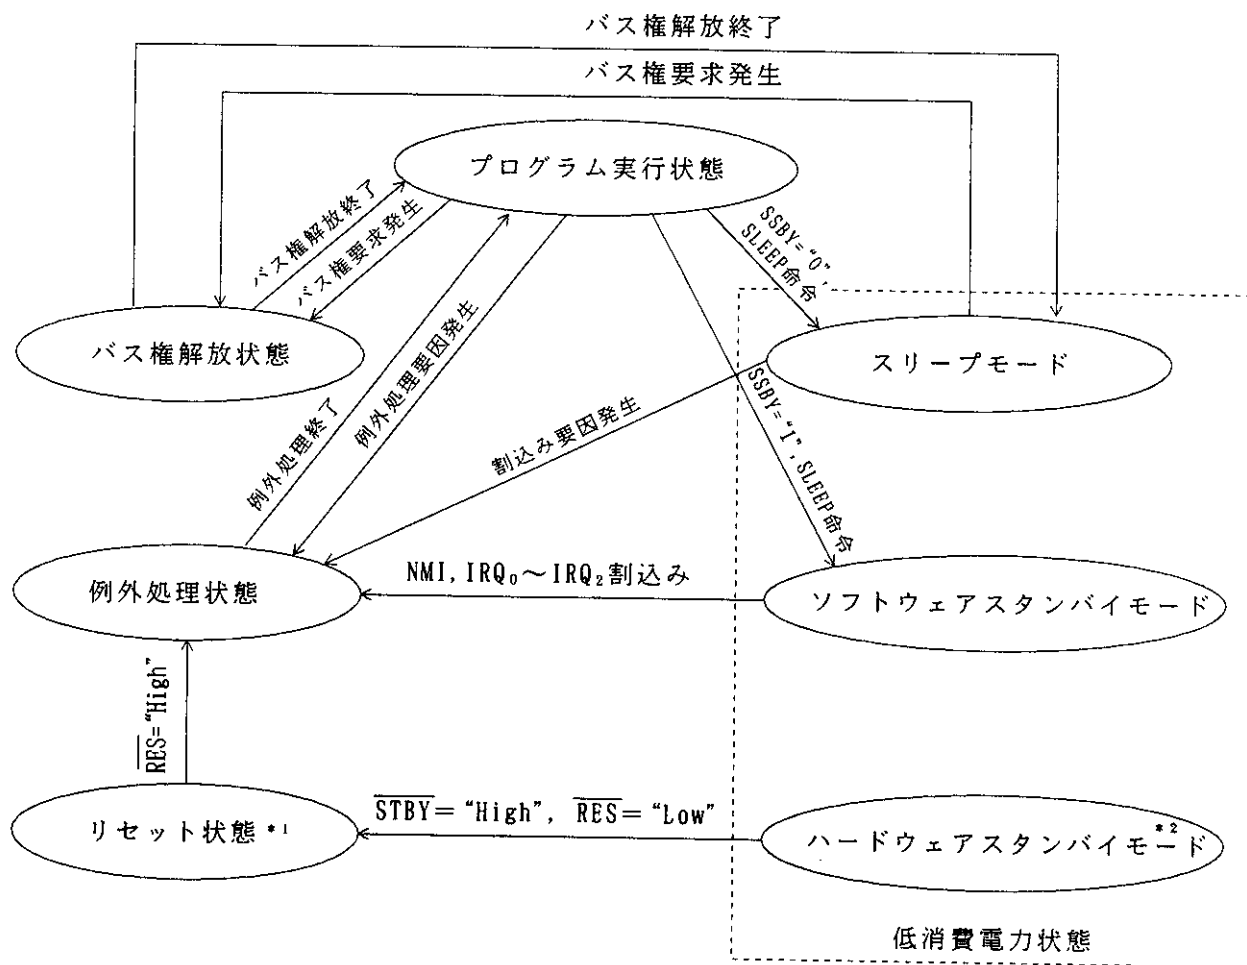 バス権解放終了
バス権要求発生
プログラム実行状態
バス権解放終了
バス権要求発生
SSBY=“0”,
SLEEP命令
バス権解放状態
スリープモード
例外処理終了
例外処理要因発生
割込み要因発生
SSBY=“1”,SLEEP命令
例外処理状態
NMI,IRQ₀～IRQ₂割込み
ソフトウェアスタンバイモード
R̅E̅S̅=“High”
リセット状態*1
S̅T̅B̅Y̅=“High”, R̅E̅S̅=“Low”
ハードウェアスタンバイモード*2
低消費電力状態